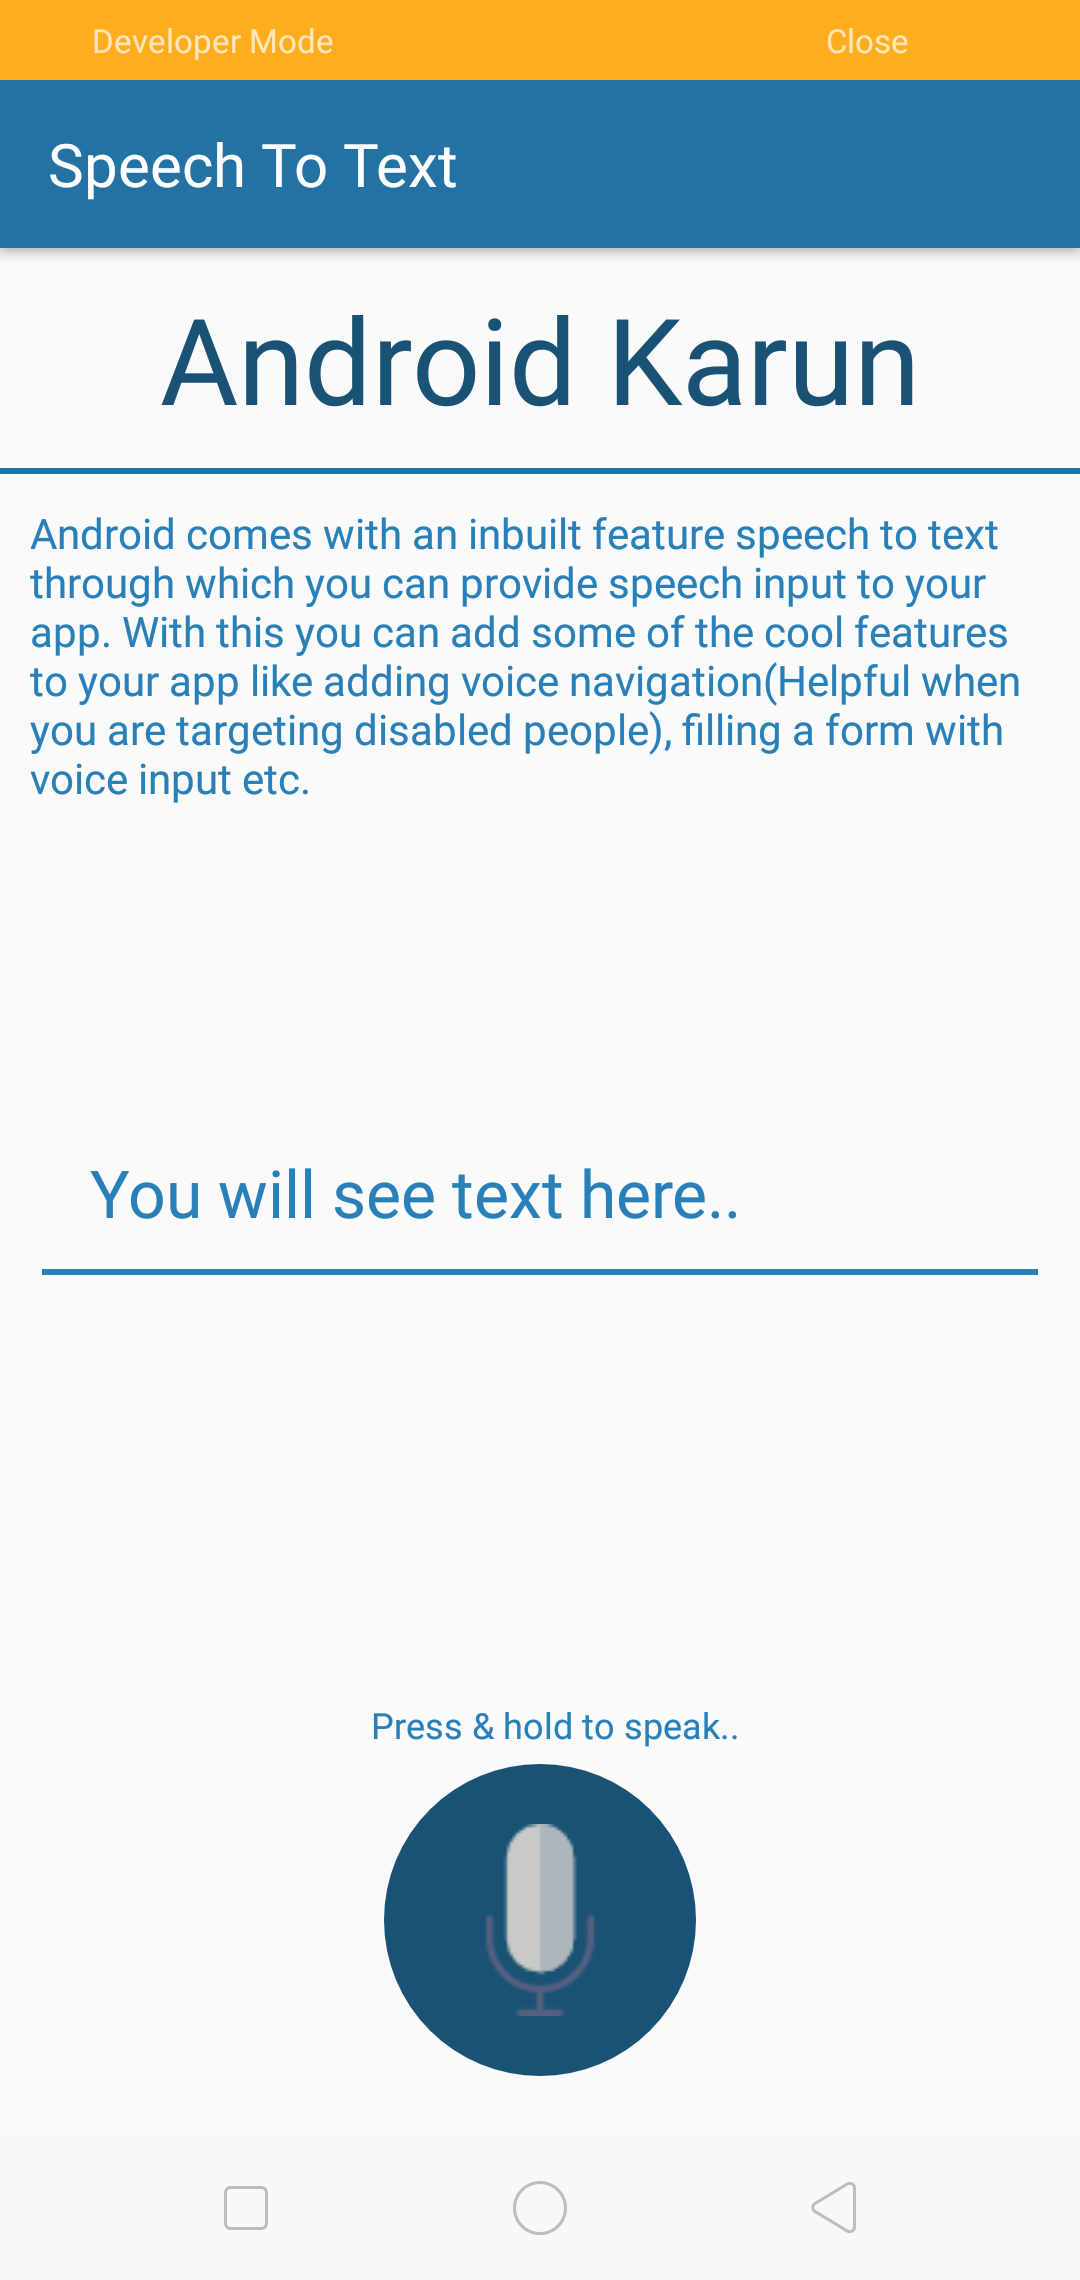 Developer Mode Close
Speech To Text
Android Karun
Android comes with an inbuilt feature speech to text
through which you can provide speech input to your
app. With this you can add some of the cool features
to your app like adding voice navigation(Helpful when
you are targeting disabled people), filling a form with
voice input etc.
You will see text here..
Press & hold to speak..